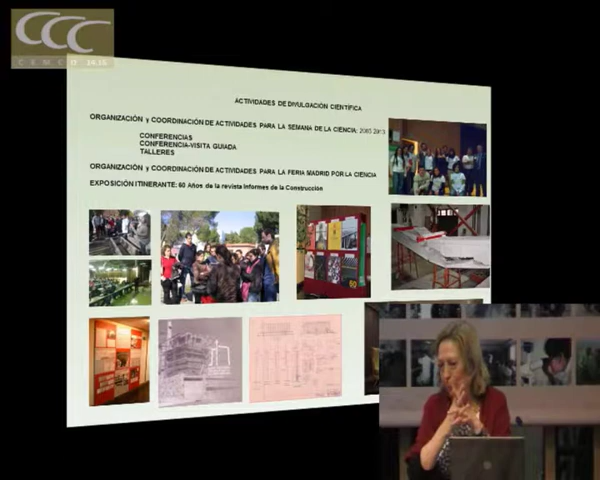 CCC
CEMCO 2015
ACTIVIDADES DE DIVULGACIÓN CIENTÍFICA
ORGANIZACIÓN y COORDINACIÓN DE ACTIVIDADES PARA LA SEMANA DE LA CIENCIA: 2003 2013
CONFERENCIAS
CONFERENCIA-VISITA GUIADA
TALLERES
ORGANIZACIÓN y COORDINACIÓN DE ACTIVIDADES PARA LA FERIA MADRID POR LA CIENCIA
EXPOSICIÓN ITINERANTE: 60 Años de la revista Informes de la Construcción
60